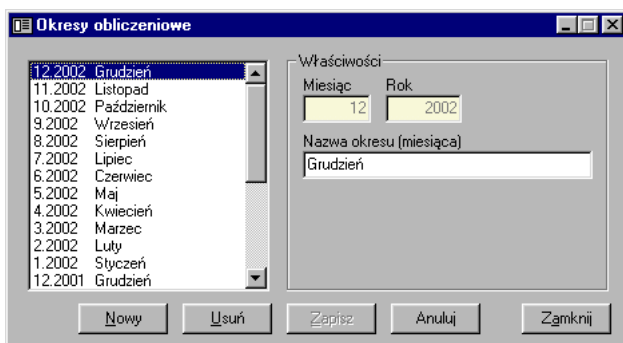 Okresy obliczeniowe
12.2002 Grudzień
11.2002 Listopad
10.2002 Październik
9.2002 Wrzesień
8.2002 Sierpień
7.2002 Lipiec
6.2002 Czerwiec
5.2002 Maj
4.2002 Kwiecień
3.2002 Marzec
2.2002 Luty
1.2002 Styczeń
12.2001 Grudzień
Właściwości
Miesiąc Rok
12 2002
Nazwa okresu (miesiąca)
Grudzień
Nowy Usuń Zapisz Anuluj Zamknij